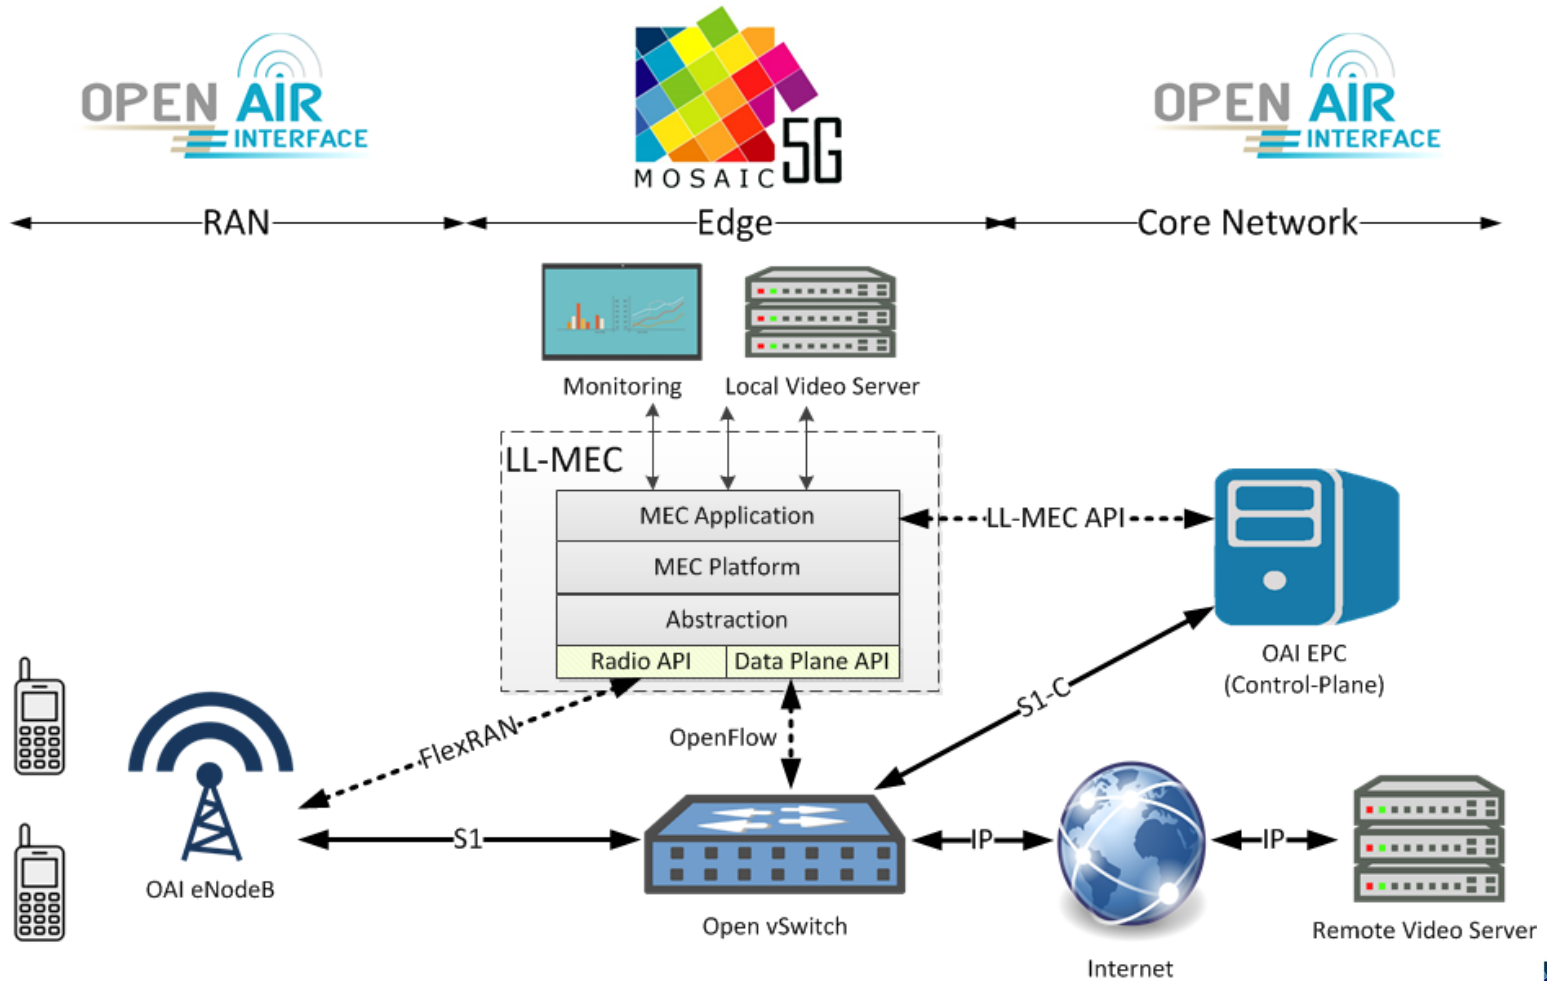 OPEN AIR
INTERFACE
MOSAIC 5G
OPEN AIR
INTERFACE
RAN
Edge
Core Network
Monitoring
Local Video Server
LL-MEC
MEC Application
LL-MEC API
MEC Platform
Abstraction
Radio API
Data Plane API
OAI EPC
(Control-Plane)
S1-C
FlexRAN
OpenFlow
S1
IP
IP
OAI eNodeB
Open vSwitch
Remote Video Server
Internet